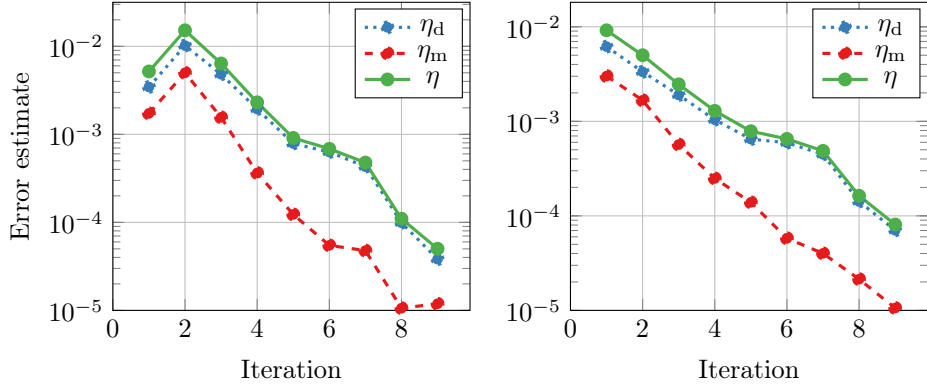 Error estimate
10⁻²
10⁻³
10⁻⁴
10⁻⁵
0 2 4 6 8
Iteration
η_d
η_m
η
10⁻²
10⁻³
10⁻⁴
10⁻⁵
0 2 4 6 8
Iteration
η_d
η_m
η